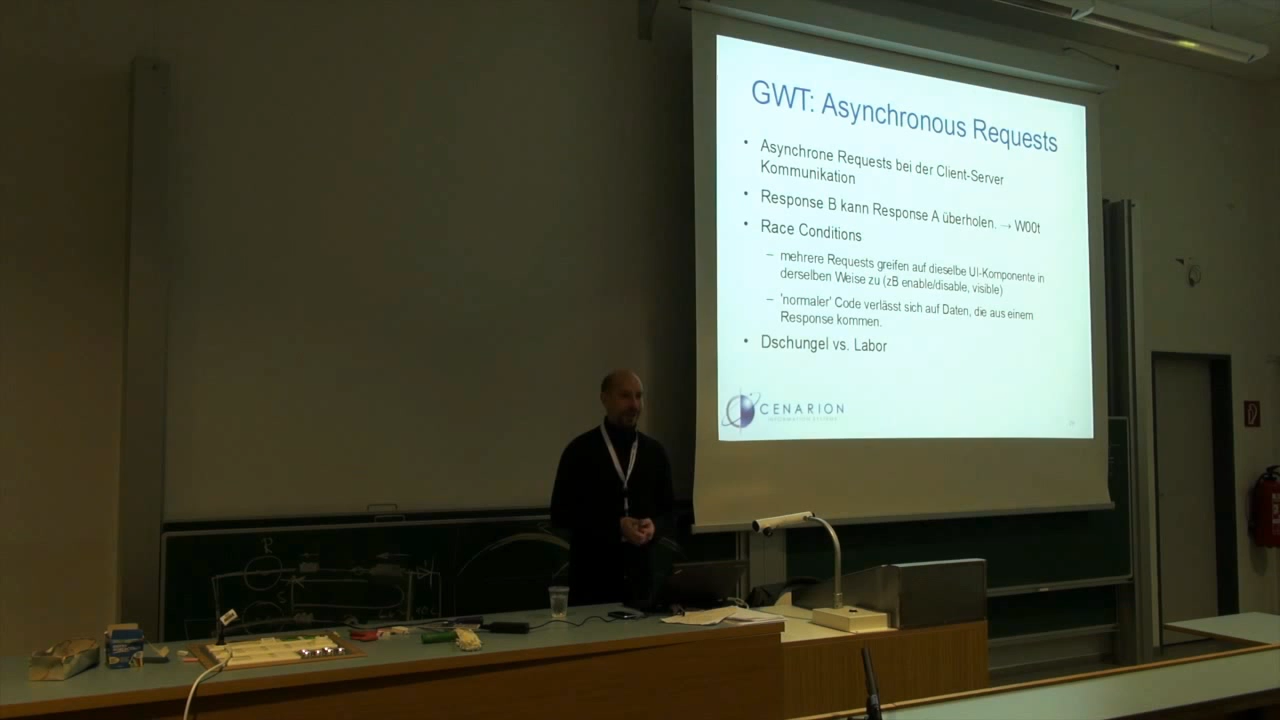 GWT: Asynchronous Requests
• Asynchrone Requests bei der Client-Server
Kommunikation
• Response B kann Response A überholen. → W00t
• Race Conditions
– mehrere Requests greifen auf dieselbe UI-Komponente in
derselben Weise zu (zB enable/disable, visible)
– 'normaler' Code verlässt sich auf Daten, die aus einem
Response kommen.
• Dschungel vs. Labor
CENARION
INFORMATION SYSTEMS
R